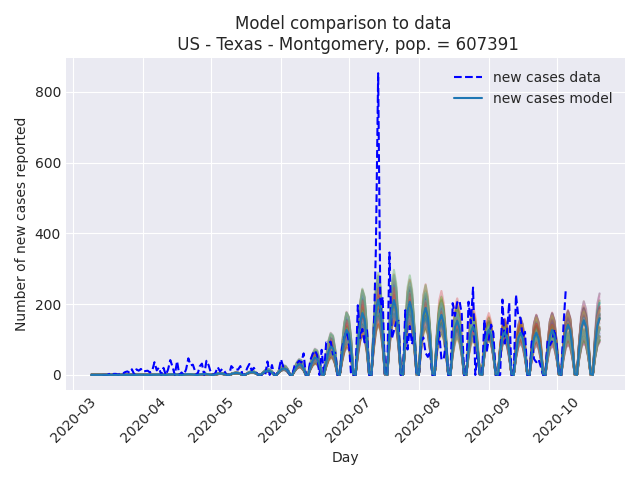 Model comparison to data
US - Texas - Montgomery, pop. = 607391
new cases data
new cases model
Number of new cases reported
800
600
400
200
0
2020-03
2020-04
2020-05
2020-06
2020-07
2020-08
2020-09
2020-10
Day